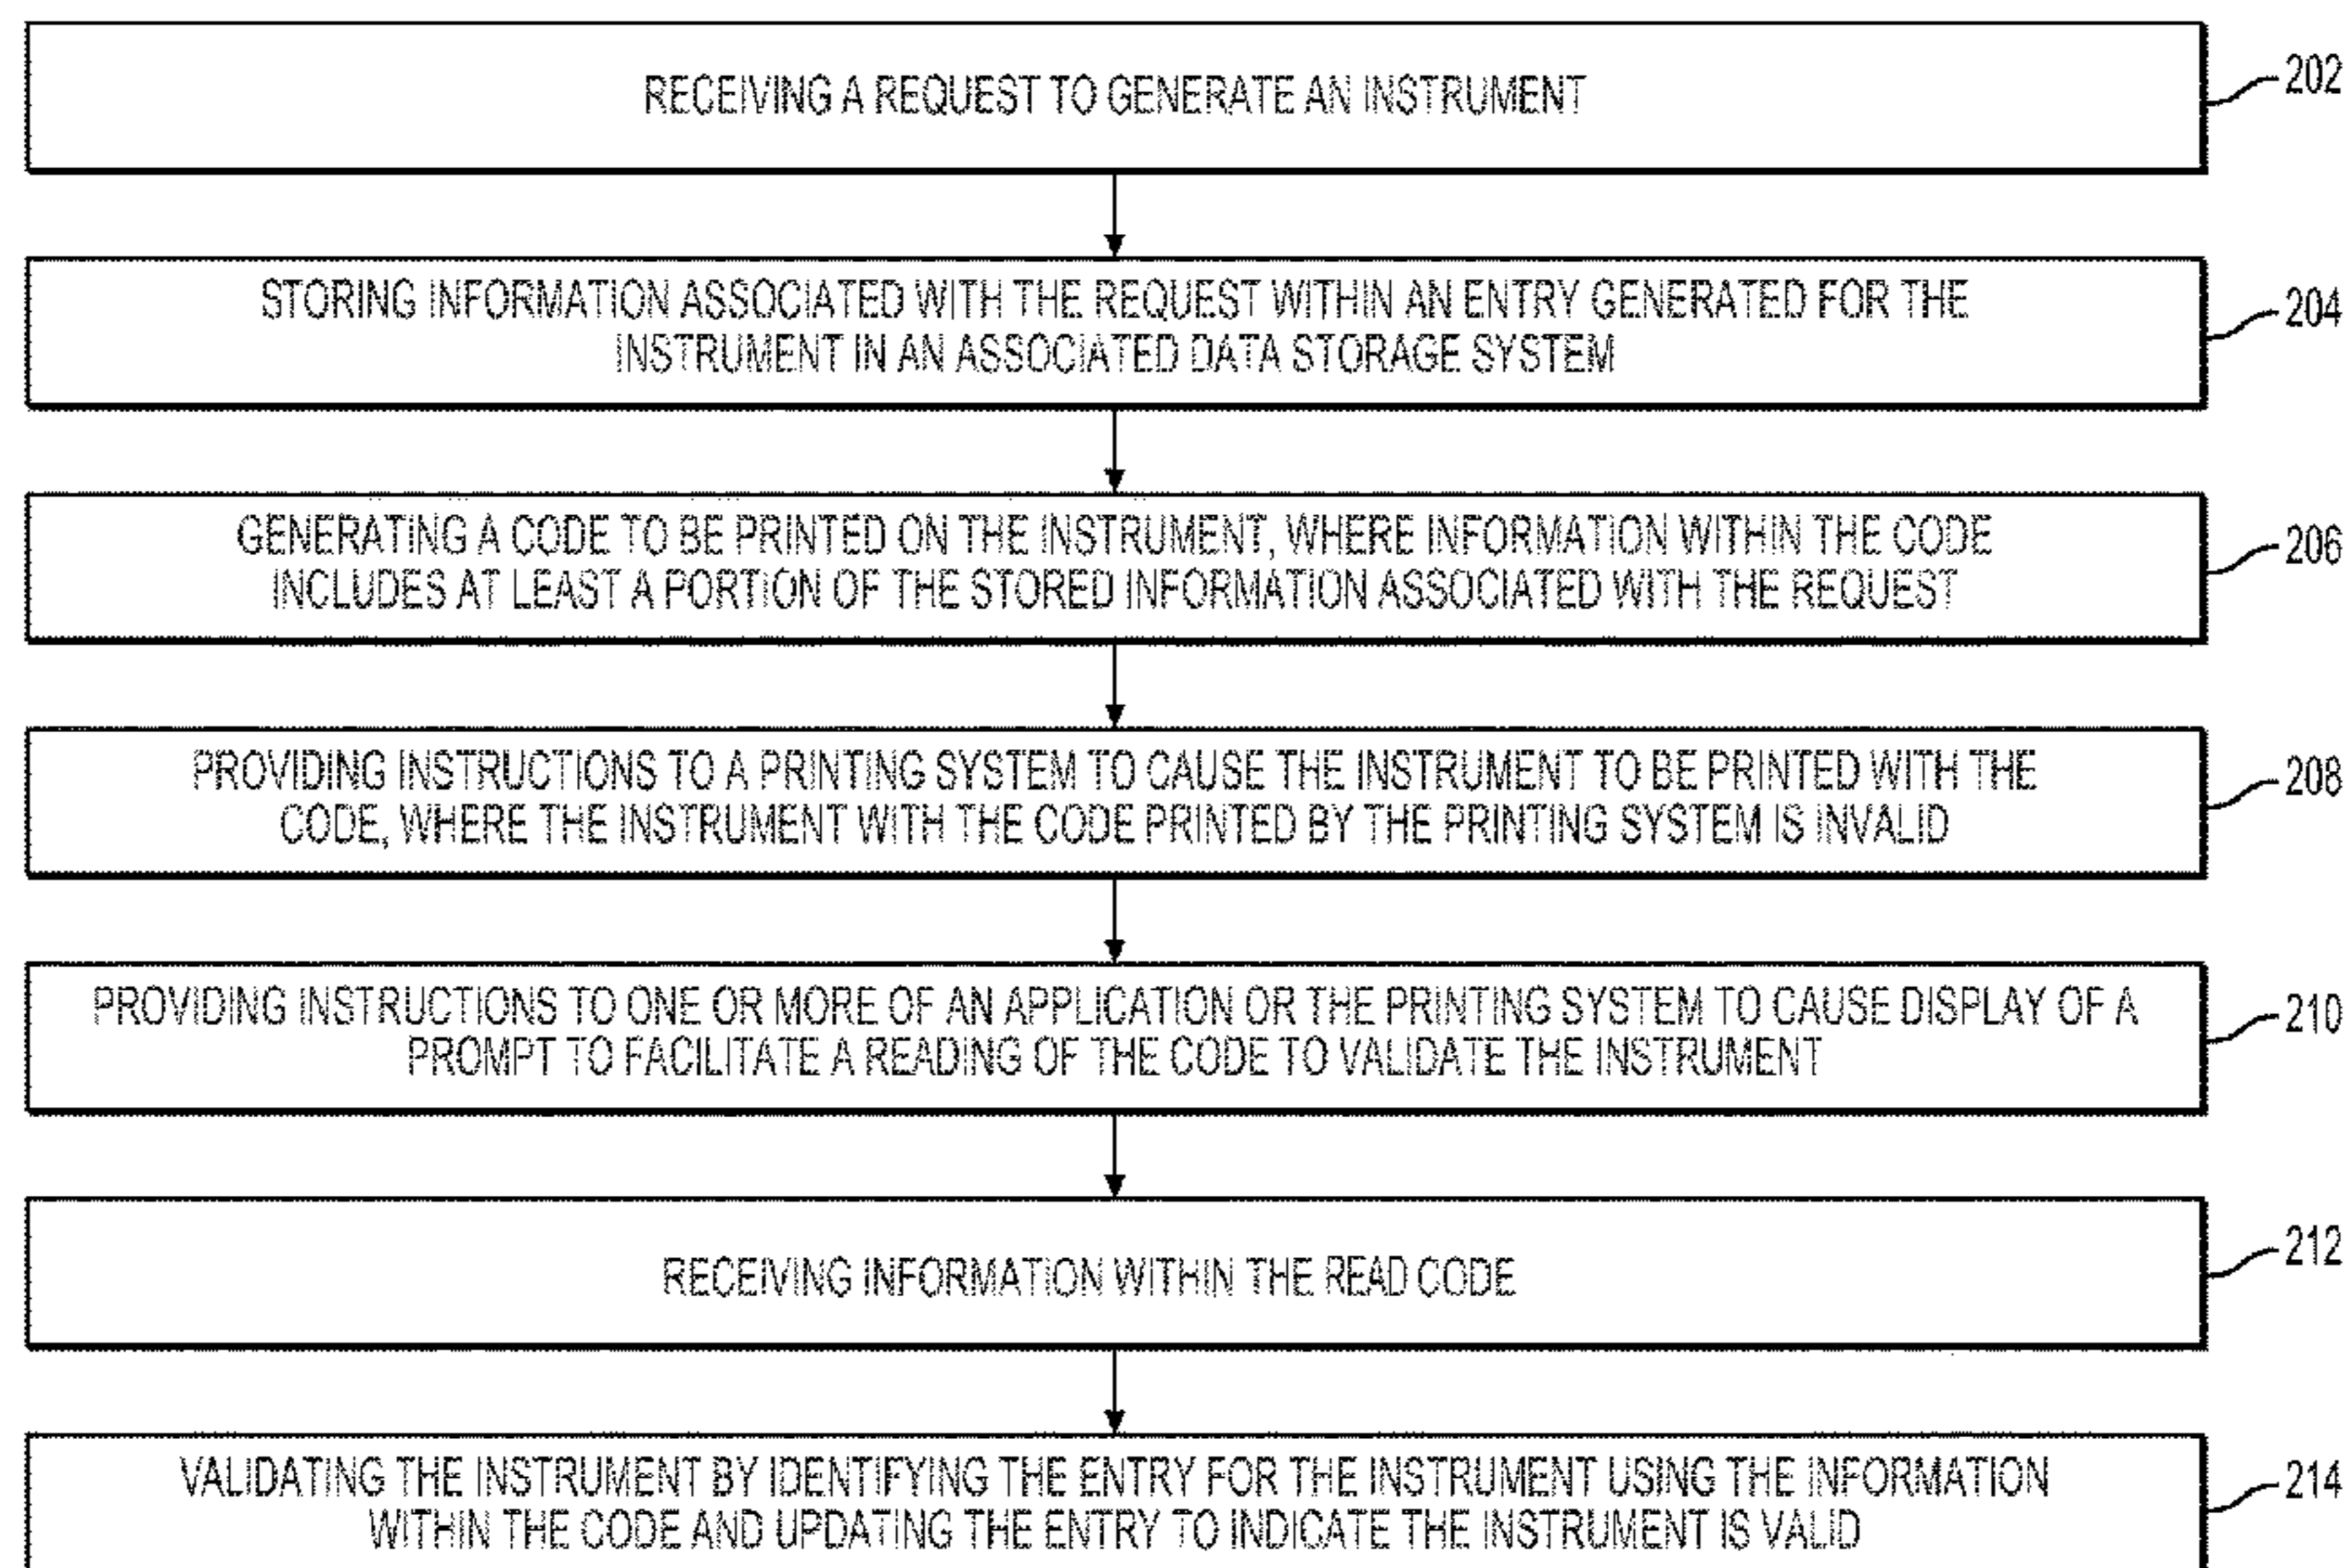 RECEIVING A REQUEST TO GENERATE AN INSTRUMENT
202
STORING INFORMATION ASSOCIATED WITH THE REQUEST WITHIN AN ENTRY GENERATED FOR THE
INSTRUMENT IN AN ASSOCIATED DATA STORAGE SYSTEM
204
GENERATING A CODE TO BE PRINTED ON THE INSTRUMENT, WHERE INFORMATION WITHIN THE CODE
INCLUDES AT LEAST A PORTION OF THE STORED INFORMATION ASSOCIATED WITH THE REQUEST
206
PROVIDING INSTRUCTIONS TO A PRINTING SYSTEM TO CAUSE THE INSTRUMENT TO BE PRINTED WITH THE
CODE, WHERE THE INSTRUMENT WITH THE CODE PRINTED BY THE PRINTING SYSTEM IS INVALID
208
PROVIDING INSTRUCTIONS TO ONE OR MORE OF AN APPLICATION OR THE PRINTING SYSTEM TO CAUSE DISPLAY OF A
PROMPT TO FACILITATE A READING OF THE CODE TO VALIDATE THE INSTRUMENT
210
RECEIVING INFORMATION WITHIN THE READ CODE
212
VALIDATING THE INSTRUMENT BY IDENTIFYING THE ENTRY FOR THE INSTRUMENT USING THE INFORMATION
WITHIN THE CODE AND UPDATING THE ENTRY TO INDICATE THE INSTRUMENT IS VALID
214